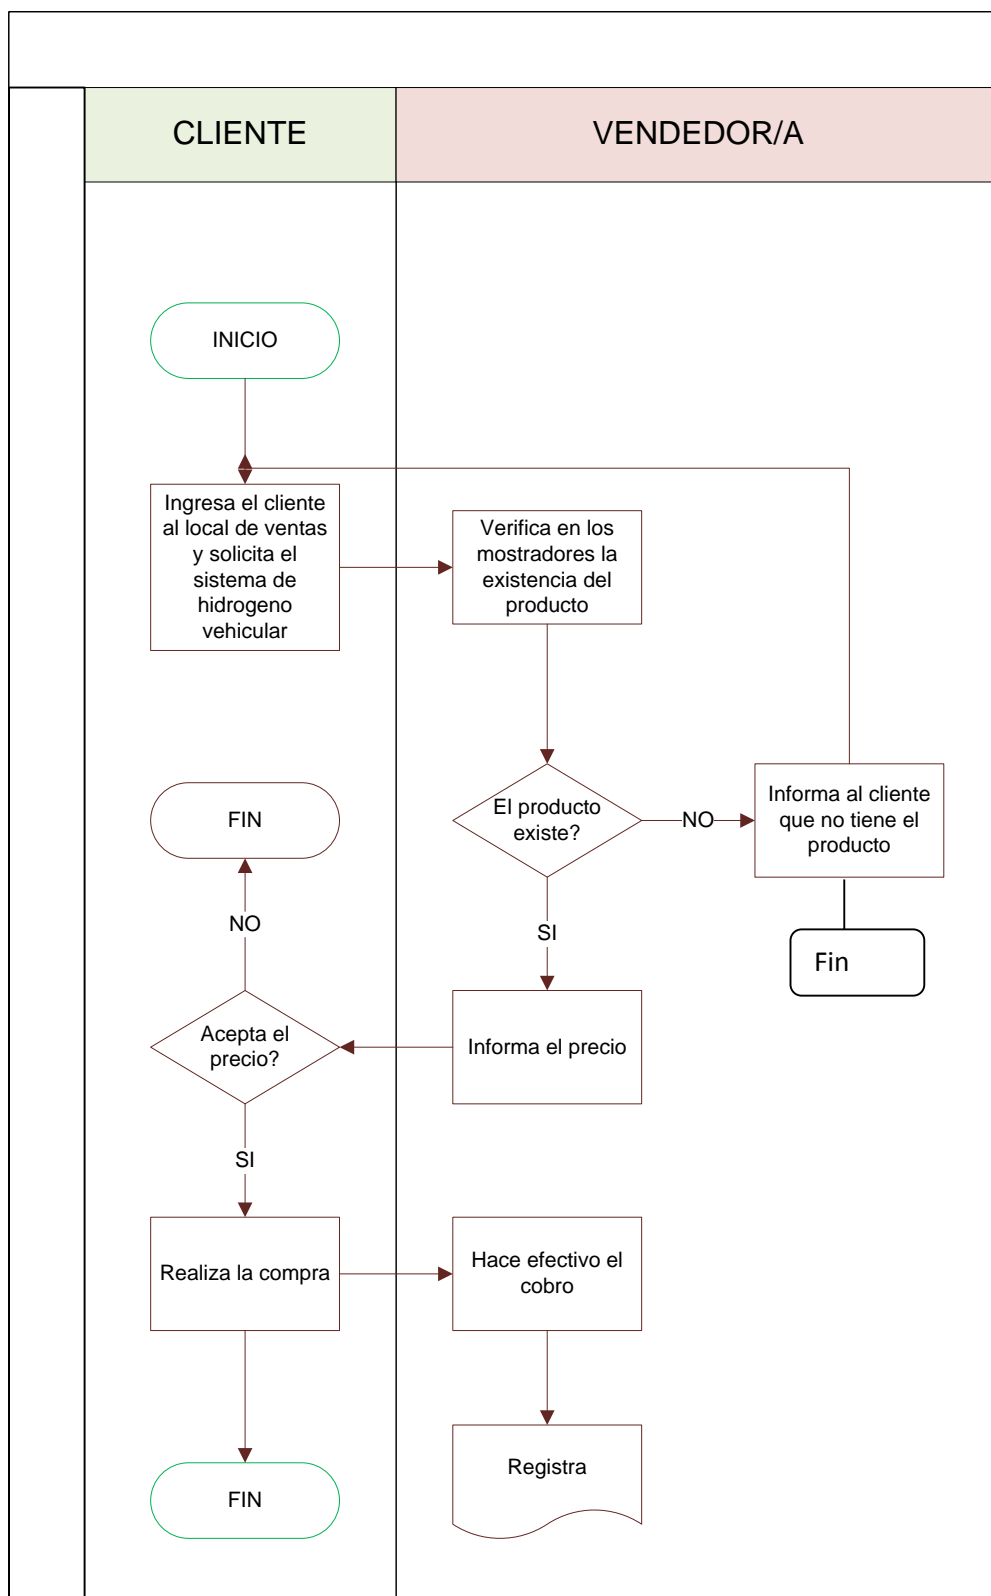 CLIENTE
VENDEDOR/A
INICIO
Ingresa el cliente
al local de ventas
y solicita el
sistema de
hidrogeno
vehicular
Verifica en los
mostradores la
existencia del
producto
FIN
El producto
existe?
NO
Informa al cliente
que no tiene el
producto
NO
SI
Fin
Acepta el
precio?
Informa el precio
SI
Realiza la compra
Hace efectivo el
cobro
Registra
FIN